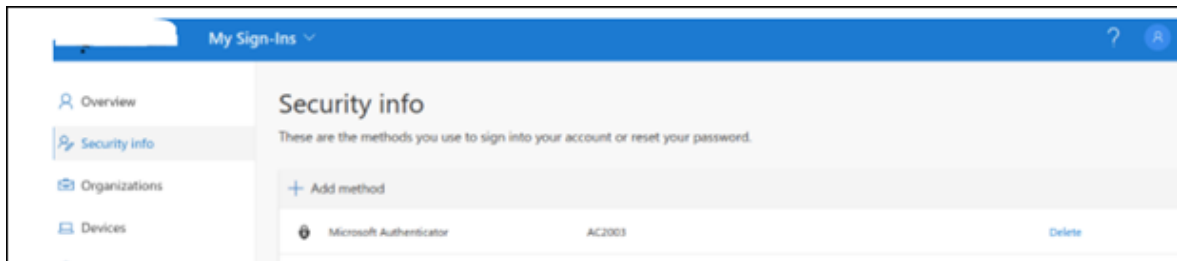 My Sign-Ins
?
Overview
Security info
These are the methods you use to sign into your account or reset your password.
Security info
Organizations
+ Add method
Devices
Microsoft Authenticator AC2003 Delete